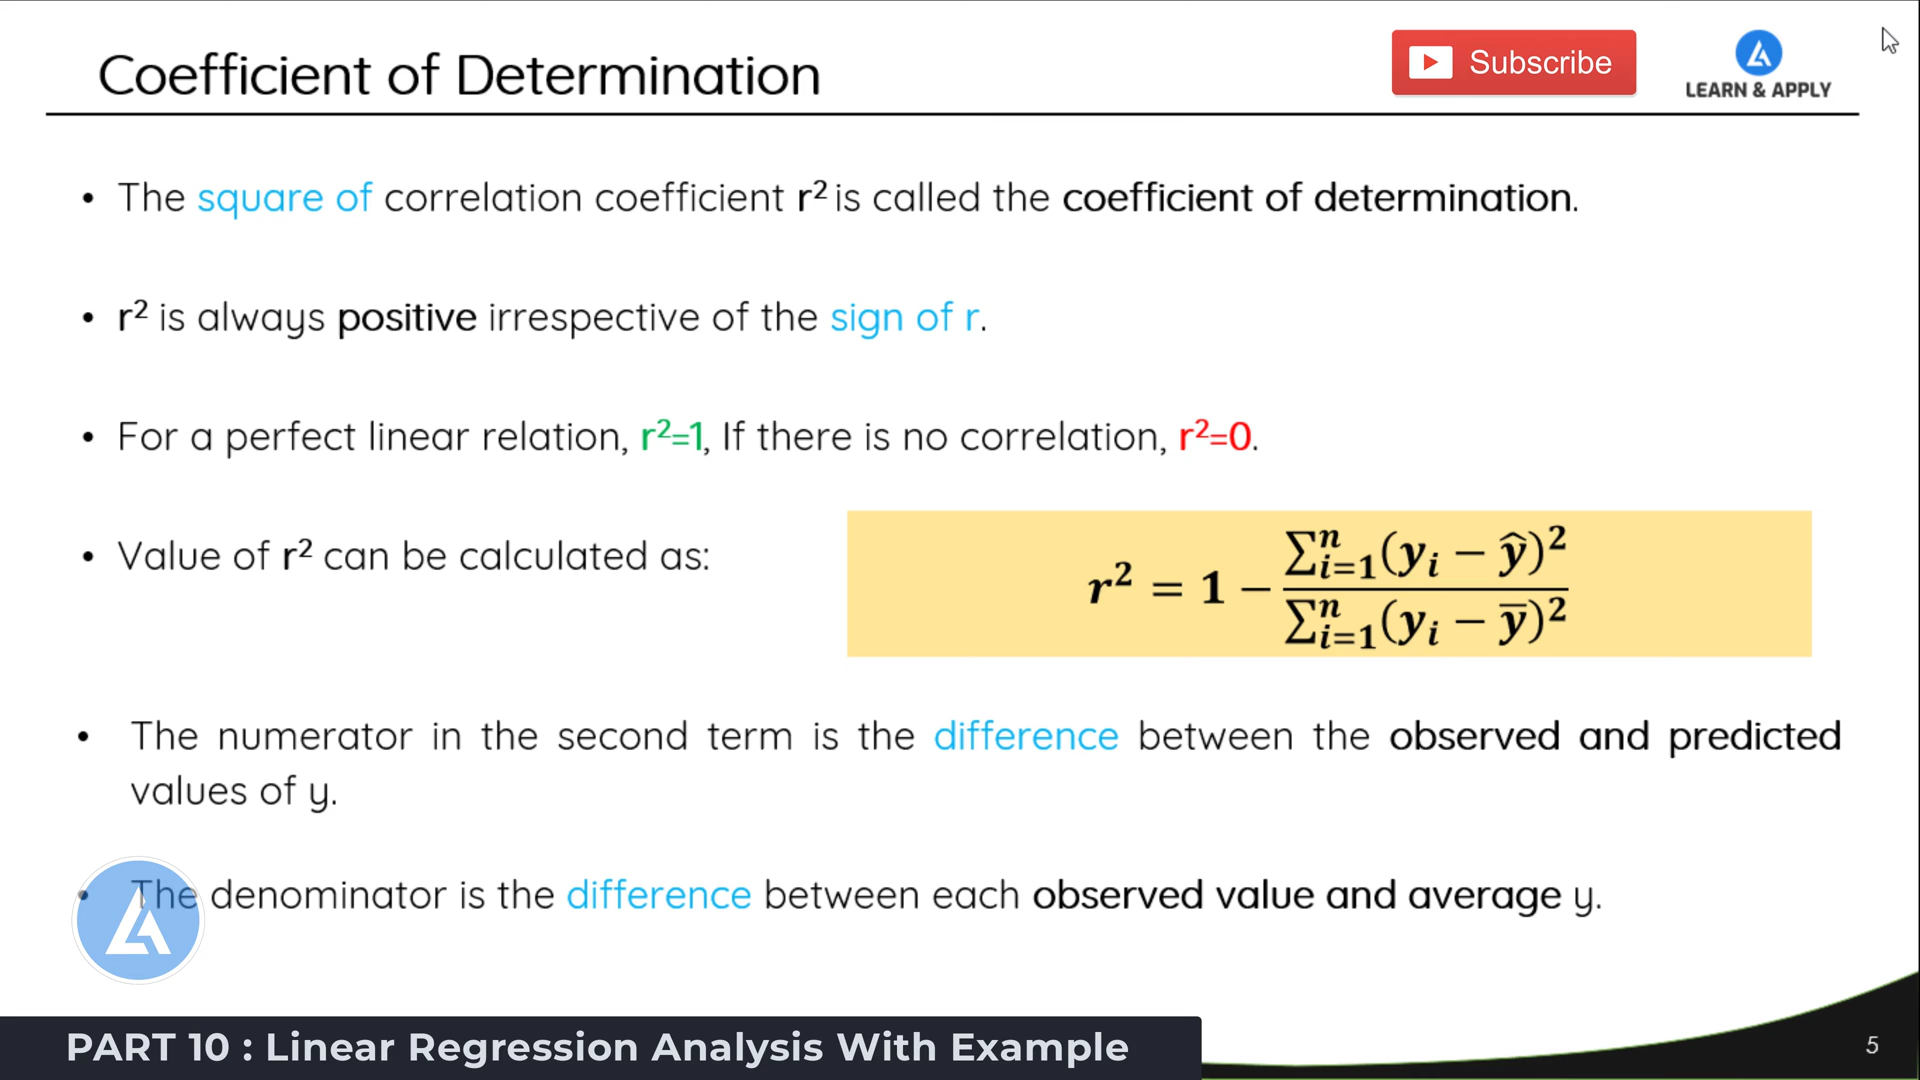 Coefficient of Determination
Subscribe
LEARN & APPLY
• The square of correlation coefficient r² is called the coefficient of determination.
• r² is always positive irrespective of the sign of r.
• For a perfect linear relation, r²=1, If there is no correlation, r²=0.
• Value of r² can be calculated as:
r² = 1 − ∑ⁿᵢ₌₁(yᵢ − ŷ)² / ∑ⁿᵢ₌₁(yᵢ − ȳ)²
• The numerator in the second term is the difference between the observed and predicted
values of y.
• The denominator is the difference between each observed value and average y.
PART 10 : Linear Regression Analysis With Example
5